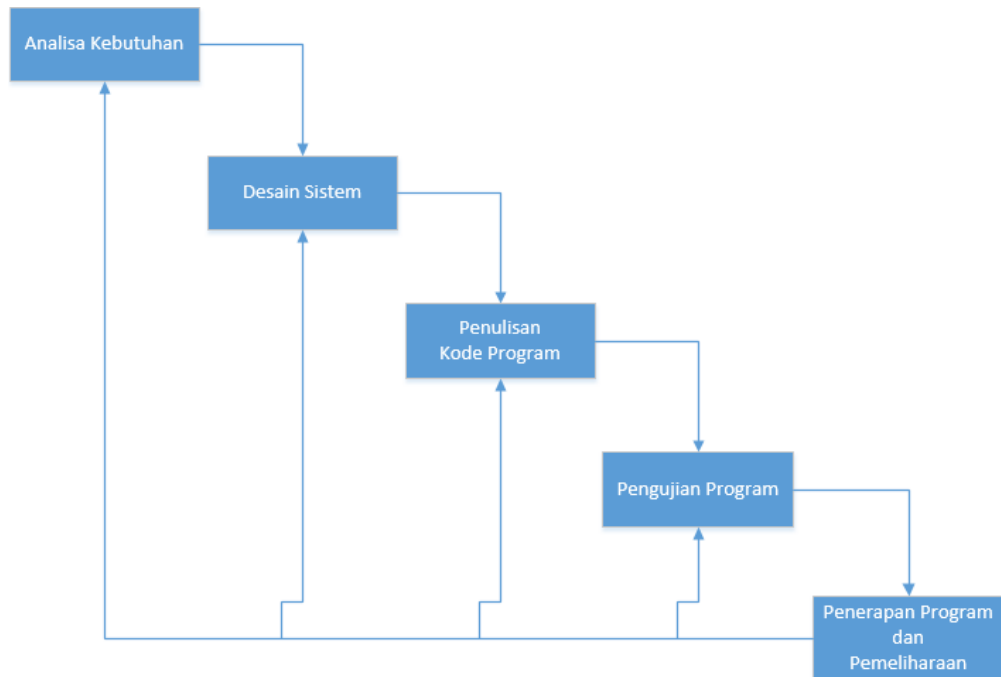 Analisa Kebutuhan
Desain Sistem
Penulisan
Kode Program
Pengujian Program
Penerapan Program
dan
Pemeliharaan